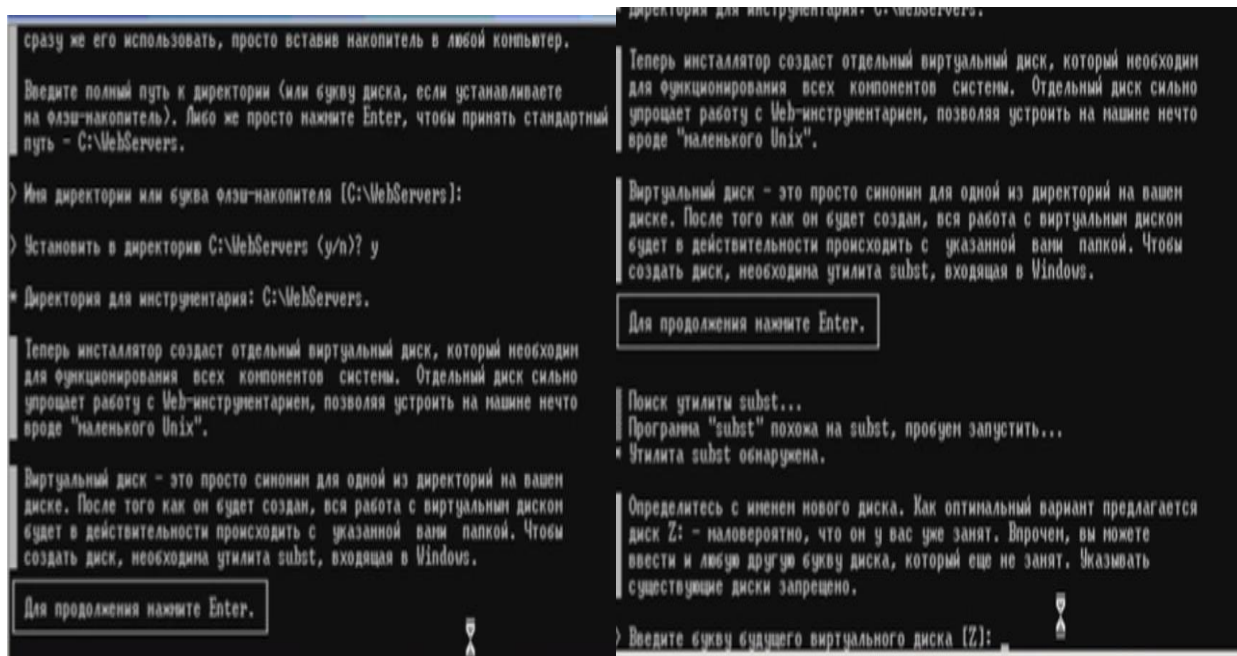 сразу же его использовать, просто вставив накопитель в любой компьютер.
Введите полный путь к директории (или букву диска, если устанавливаете
на флэш-накопитель). Либо же просто нажмите Enter, чтобы принять стандартный
путь - C:\WebServers.
> Имя директории или буква флэш-накопителя [C:\WebServers]:
> Установить в директорию C:\WebServers (y/n)? y
* Директория для инструментария: C:\WebServers.
Теперь инсталлятор создаст отдельный виртуальный диск, который необходим
для функционирования всех компонентов системы. Отдельный диск сильно
упрощает работу с Web-инструментарием, позволяя устроить на машине нечто
вроде "маленького Unix".
Виртуальный диск - это просто синоним для одной из директорий на вашем
диске. После того как он будет создан, вся работа с виртуальным диском
будет в действительности происходить с указанной вами папкой. Чтобы
создать диск, необходима утилита subst, входящая в Windows.
Для продолжения нажмите Enter.
директория для инструментария: C:\WebServers.
Теперь инсталлятор создаст отдельный виртуальный диск, который необходим
для функционирования всех компонентов системы. Отдельный диск сильно
упрощает работу с Web-инструментарием, позволяя устроить на машине нечто
вроде "маленького Unix".
Виртуальный диск - это просто синоним для одной из директорий на вашем
диске. После того как он будет создан, вся работа с виртуальным диском
будет в действительности происходить с указанной вами папкой. Чтобы
создать диск, необходима утилита subst, входящая в Windows.
Для продолжения нажмите Enter.
Поиск утилиты subst...
Программа "subst" похожа на subst, пробуем запустить...
* Утилита subst обнаружена.
Определитесь с именем нового диска. Как оптимальный вариант предлагается
диск Z: - маловероятно, что он у вас уже занят. Впрочем, вы можете
ввести и любую другую букву диска, который еще не занят. Указывать
существующие диски запрещено.
> Введите букву будущего виртуального диска [Z]: _